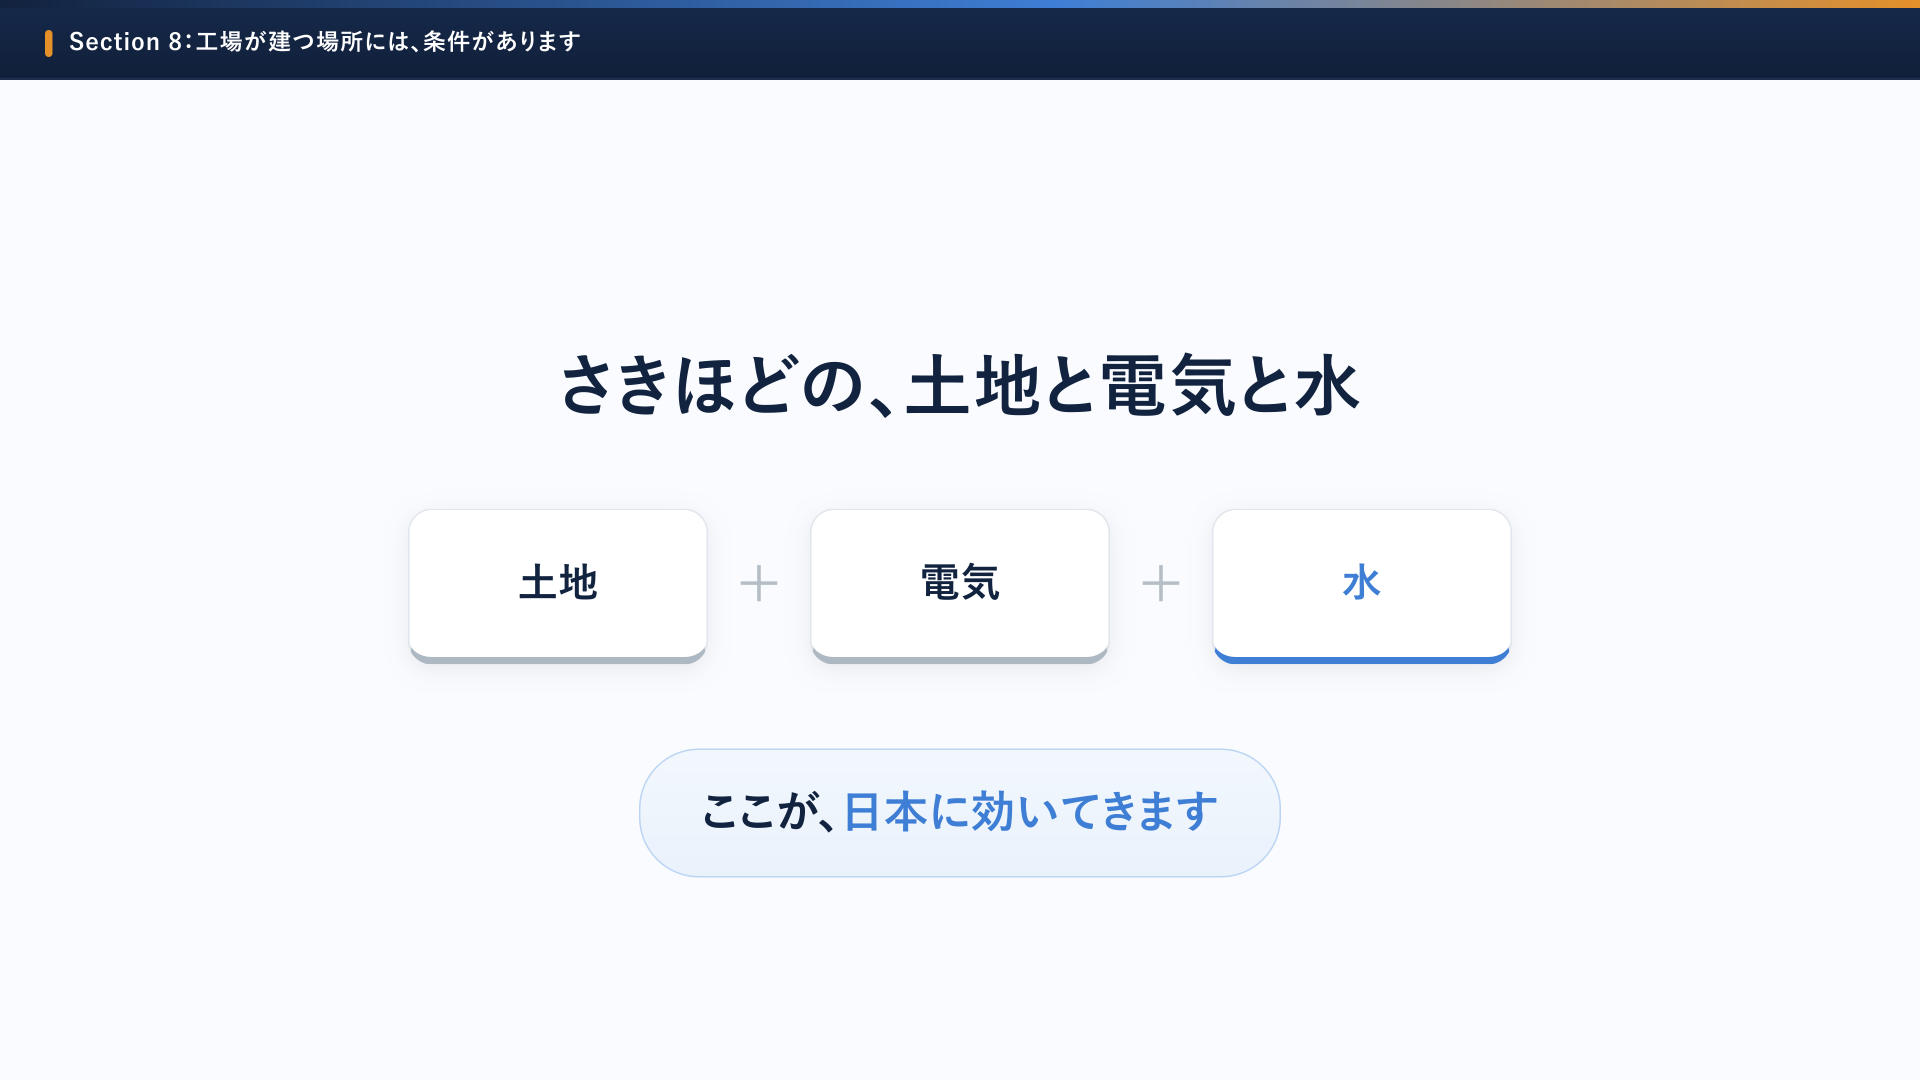 Section 8：工場が建つ場所には、条件があります
さきほどの、土地と電気と水
土地
＋
電気
＋
水
ここが、日本に効いてきます